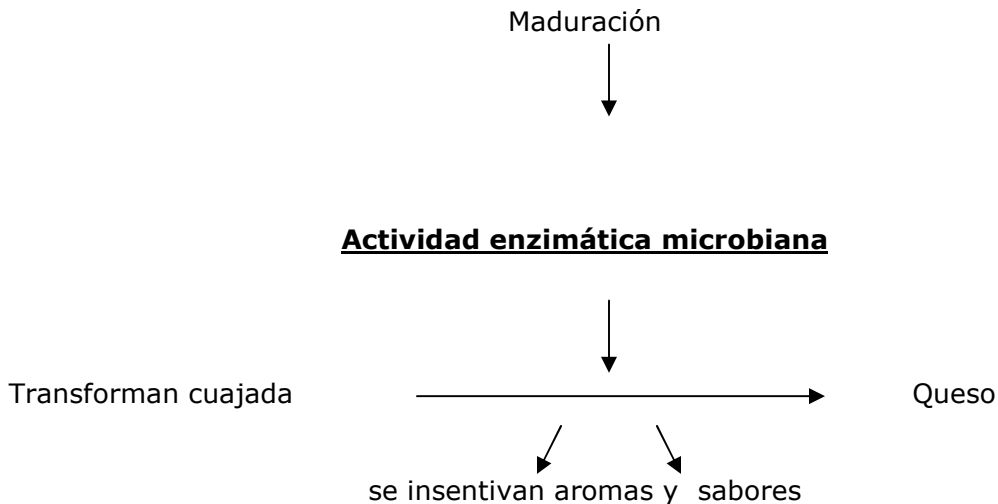 Maduración
Actividad enzimática microbiana
Transforman cuajada Queso
se insentivan aromas y sabores